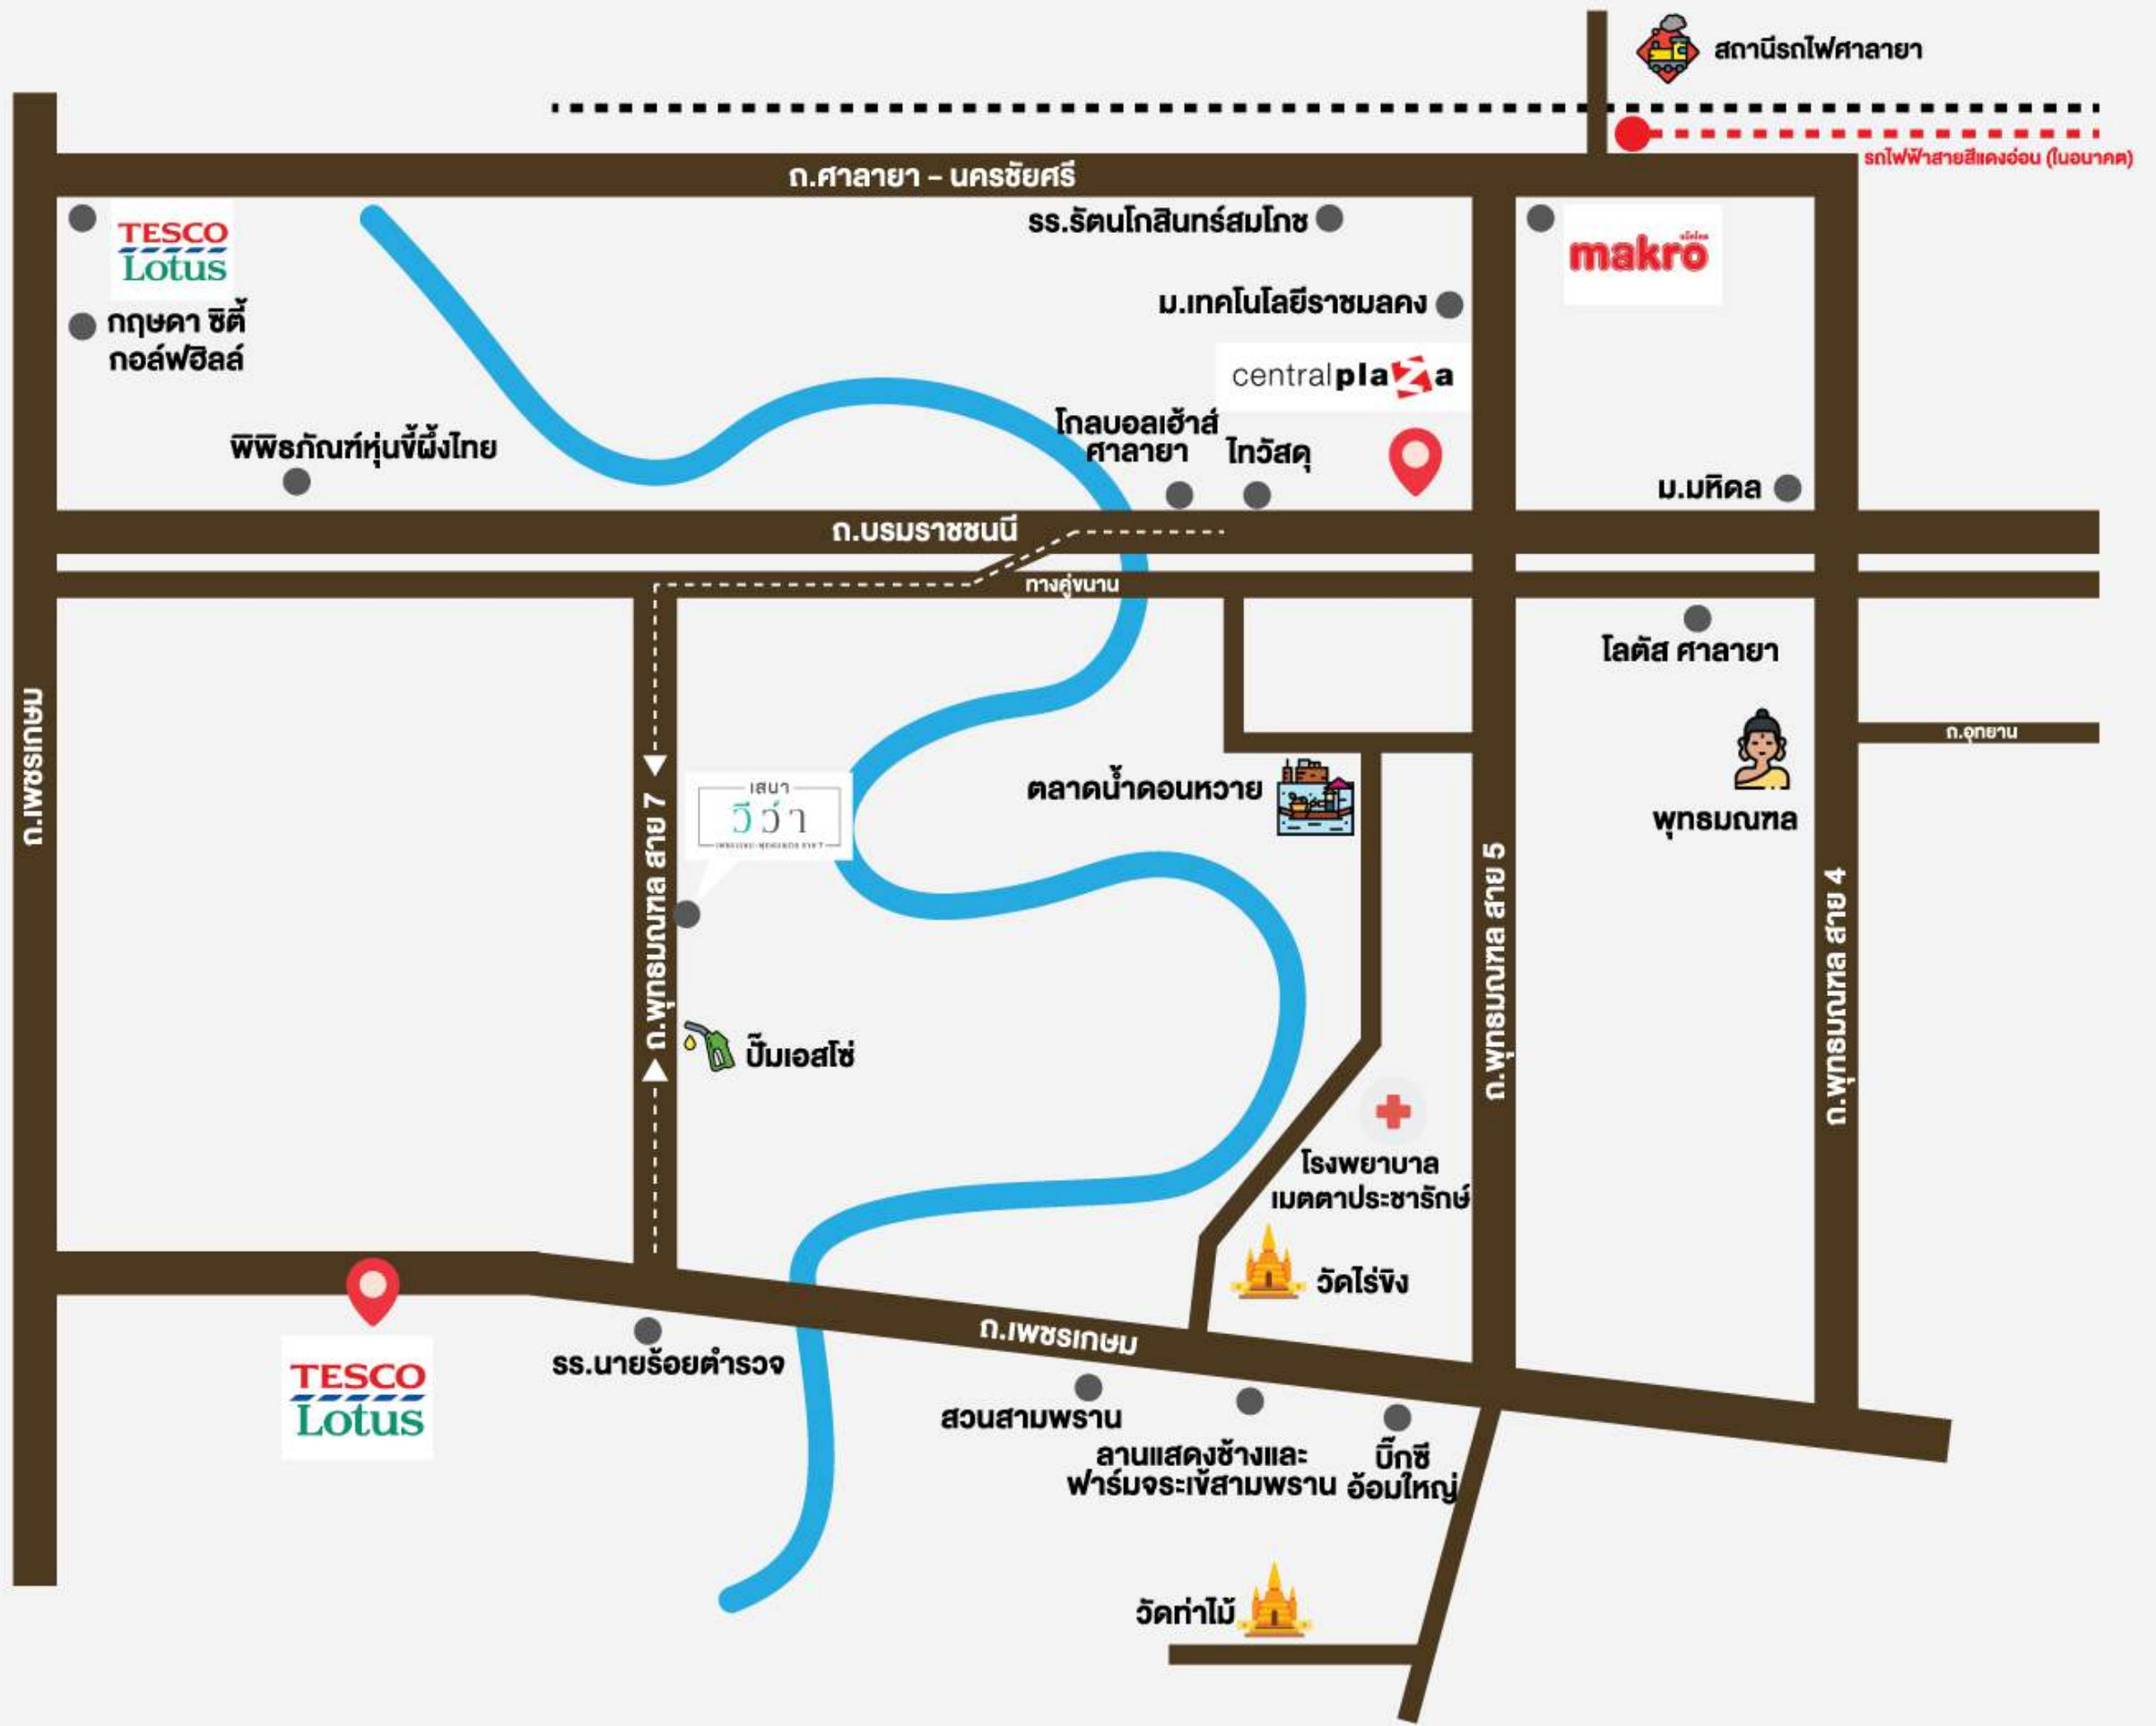 สถานีรถไฟศาลายา
รถไฟฟ้าสายสีแดงอ่อน (ในอนาคต)
ถ.ศาลายา - นครชัยศรี
TESCO
Lotus
รร.รัตนโกสินทร์สมโภช
แม็คโคร
makro
กฤษดา ซิตี้
กอล์ฟฮิลล์
ม.เทคโนโลยีราชมลคง
centralplaza
พิพิธภัณฑ์หุ่นขี้ผึ้งไทย
โกลบอลเฮ้าส์
ศาลายา
ไทวัสดุ
ม.มหิดล
ถ.บรมราชชนนี
ทางคู่ขนาน
โลตัส ศาลายา
ถ.เพชรเกษม
ถ.อุทยาน
เสนา
วีว่า
ถ.พุทธมณฑล สาย 7
ตลาดน้ำดอนหวาย
พุทธมณฑล
ถ.พุทธมณฑล สาย 5
ถ.พุทธมณฑล สาย 4
ปั๊มเอสโซ่
โรงพยาบาล
เมตตาประชารักษ์
วัดไร่ขิง
ถ.เพชรเกษม
TESCO
Lotus
รร.นายร้อยตำรวจ
สวนสามพราน
ลานแสดงช้างและ
ฟาร์มจระเข้สามพราน
บิ๊กซี
อ้อมใหญ่
วัดท่าไม้